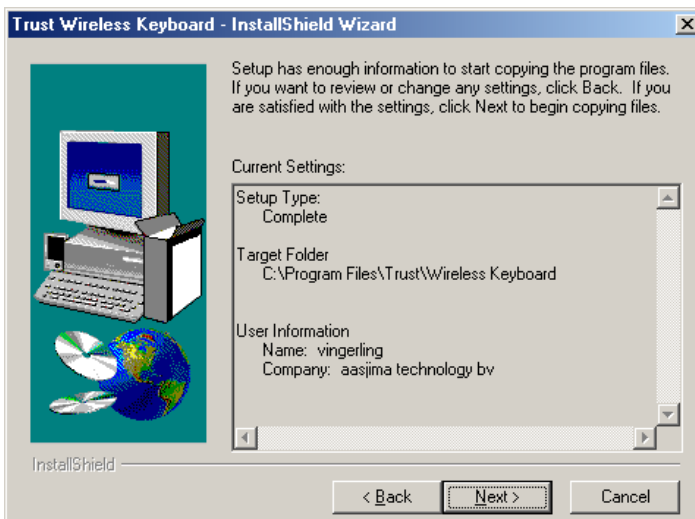 Trust Wireless Keyboard - InstallShield Wizard
Setup has enough information to start copying the program files.
If you want to review or change any settings, click Back. If you
are satisfied with the settings, click Next to begin copying files.
Current Settings:
Setup Type:
Complete
Target Folder
C:\Program Files\Trust\Wireless Keyboard
User Information
Name: vingerling
Company: aasjima technology bv
InstallShield
< Back
Next >
Cancel